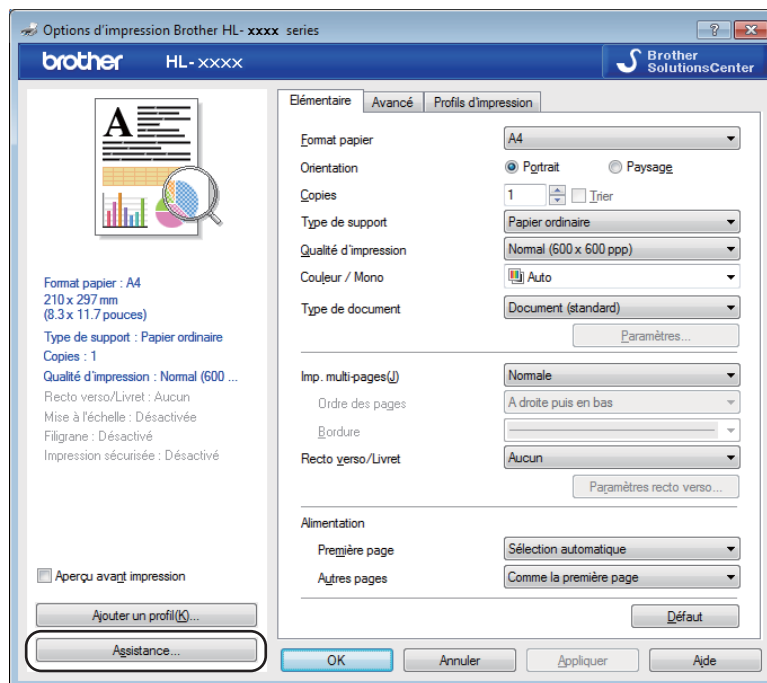 Options d'impression Brother HL- xxxx series
brother HL-xxxx
Brother
SolutionsCenter
A
Format papier : A4
210 x 297 mm
(8.3 x 11.7 pouces)
Type de support : Papier ordinaire
Copies : 1
Qualité d'impression : Normal (600 ...
Recto verso/Livret : Aucun
Mise à l'échelle : Désactivée
Filigrane : Désactivé
Impression sécurisée : Désactivé
Aperçu avant impression
Ajouter un profil(K)...
Assistance...
Elémentaire Avancé Profils d'impression
Format papier A4
Orientation Portrait Paysage
Copies 1 Trier
Type de support Papier ordinaire
Qualité d'impression Normal (600 x 600 ppp)
Couleur / Mono Auto
Type de document Document (standard)
Paramètres...
Imp. multi-pages(J) Normale
Ordre des pages A droite puis en bas
Bordure
Recto verso/Livret Aucun
Paramètres recto verso...
Alimentation
Première page Sélection automatique
Autres pages Comme la première page
Défaut
OK Annuler Appliquer Aide